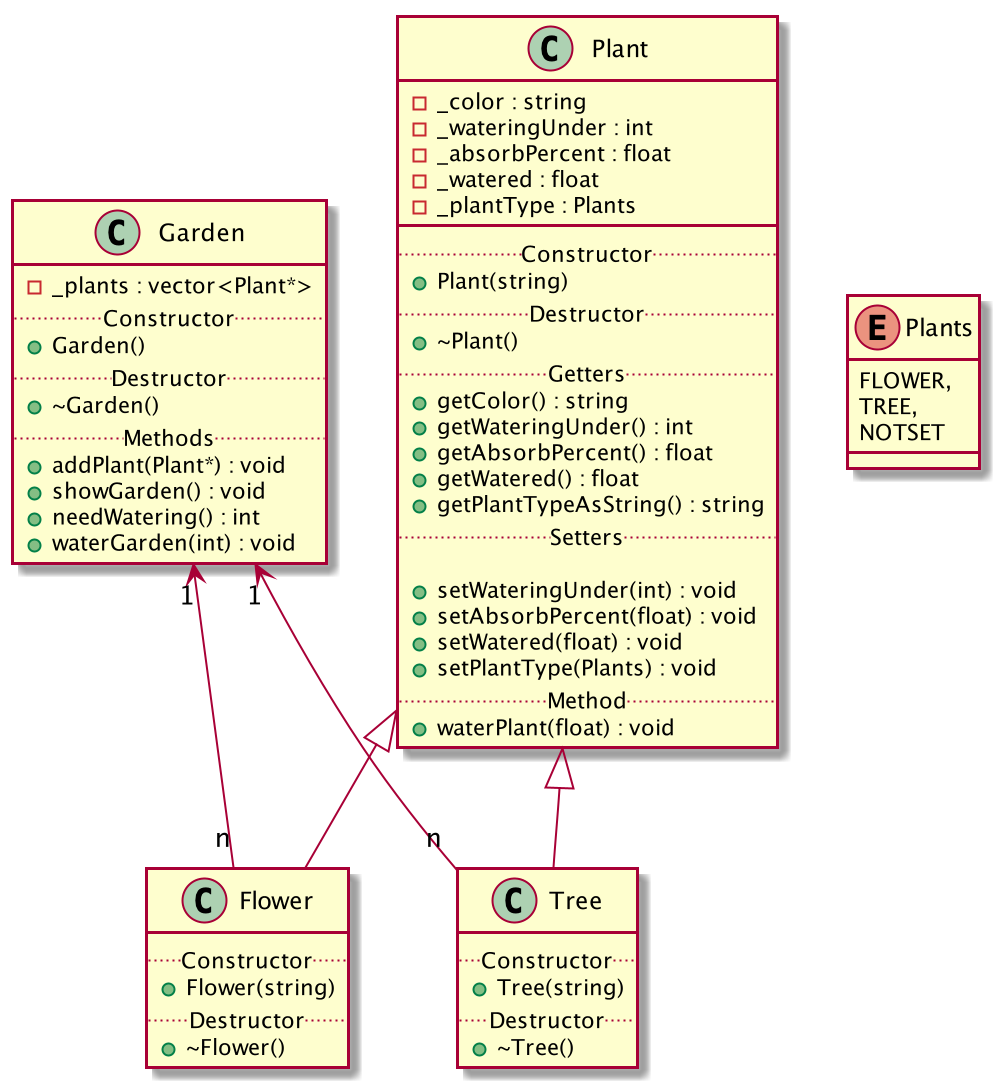 C Plant
_color : string
_wateringUnder : int
_absorbPercent : float
_watered : float
_plantType : Plants
Constructor
Plant(string)
Destructor
~Plant()
Getters
getColor() : string
getWateringUnder() : int
getAbsorbPercent() : float
getWatered() : float
getPlantTypeAsString() : string
Setters
setWateringUnder(int) : void
setAbsorbPercent(float) : void
setWatered(float) : void
setPlantType(Plants) : void
Method
waterPlant(float) : void
C Garden
_plants : vector<Plant*>
Constructor
Garden()
Destructor
~Garden()
Methods
addPlant(Plant*) : void
showGarden() : void
needWatering() : int
waterGarden(int) : void
E Plants
FLOWER,
TREE,
NOTSET
1
1
n
n
C Flower
Constructor
Flower(string)
Destructor
~Flower()
C Tree
Constructor
Tree(string)
Destructor
~Tree()